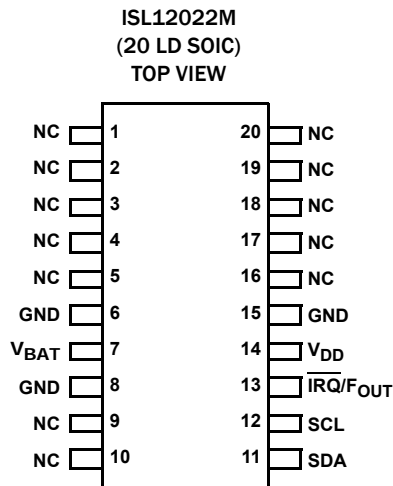 ISL12022M
(20 LD SOIC)
TOP VIEW
NC 1 20 NC
NC 2 19 NC
NC 3 18 NC
NC 4 17 NC
NC 5 16 NC
GND 6 15 GND
VBAT 7 14 VDD
GND 8 13 IRQ/FOUT
NC 9 12 SCL
NC 10 11 SDA